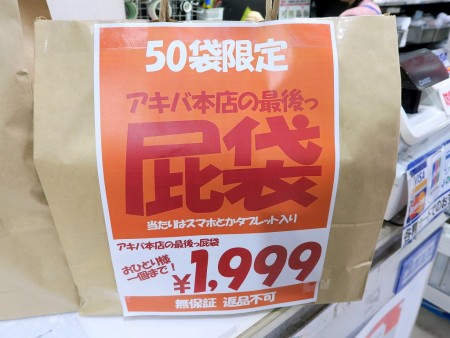 50袋限定
アキバ本店の最後っ
屁袋
当たりはスマホとかタブレット入り
アキバ本店の最後っ屁袋
おひとり様
一個まで!
¥1,999
無保証 返品不可
VISA